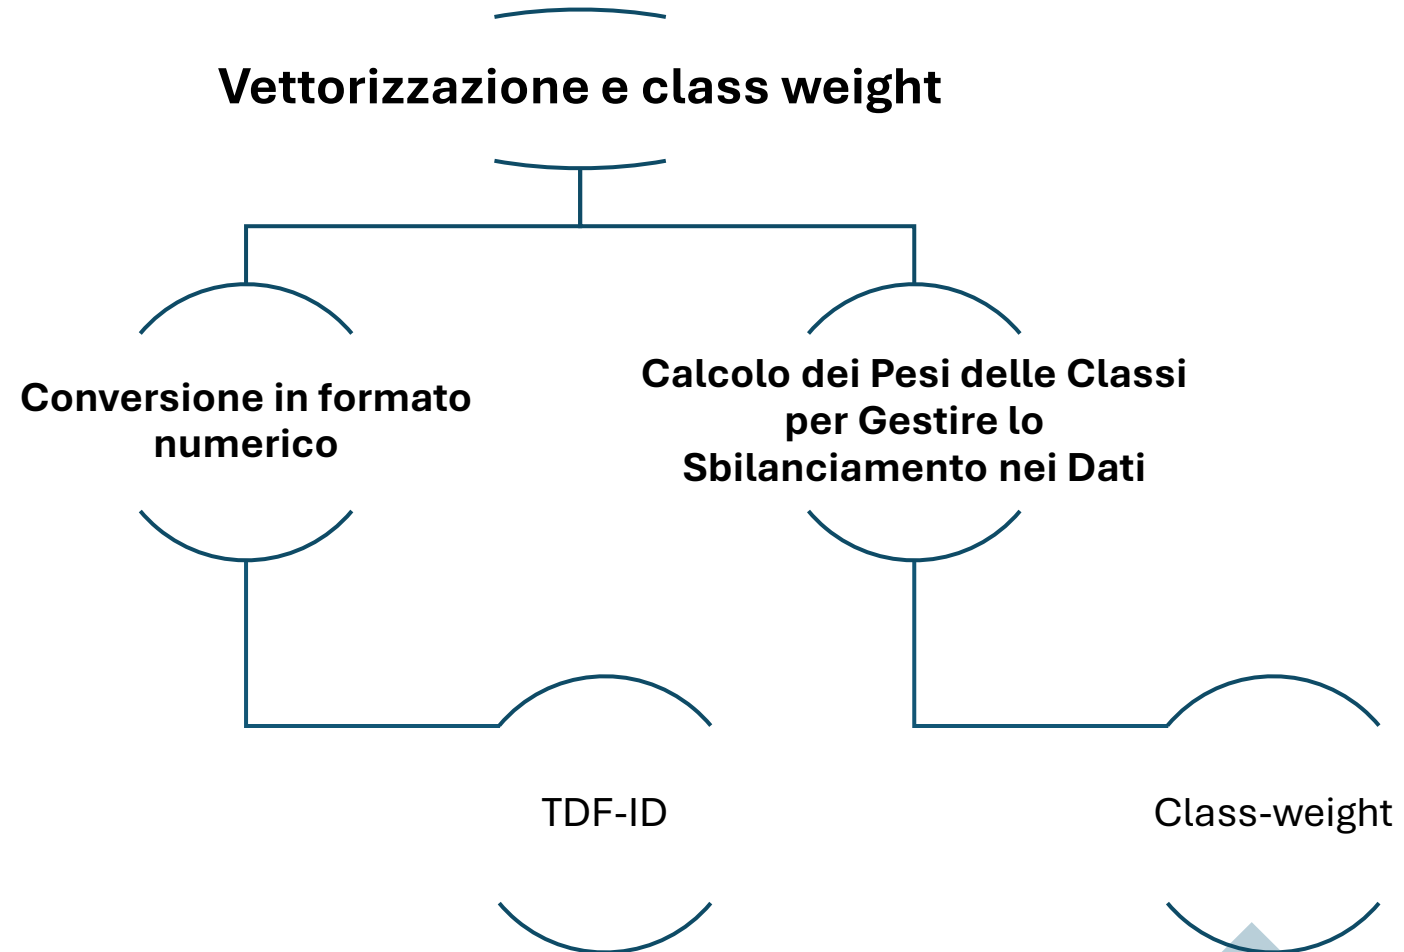 Vettorizzazione e class weight
Conversione in formato
numerico
Calcolo dei Pesi delle Classi
per Gestire lo
Sbilanciamento nei Dati
TDF-ID
Class-weight